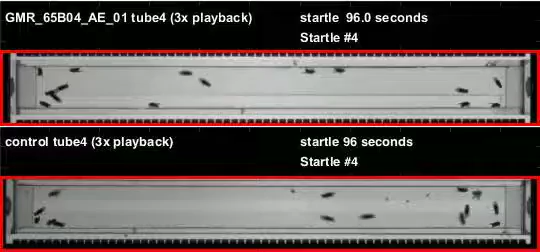 GMR_65B04_AE_01 tube4 (3x playback)
startle 96.0 seconds
Startle #4
control tube4 (3x playback)
startle 96 seconds
Startle #4